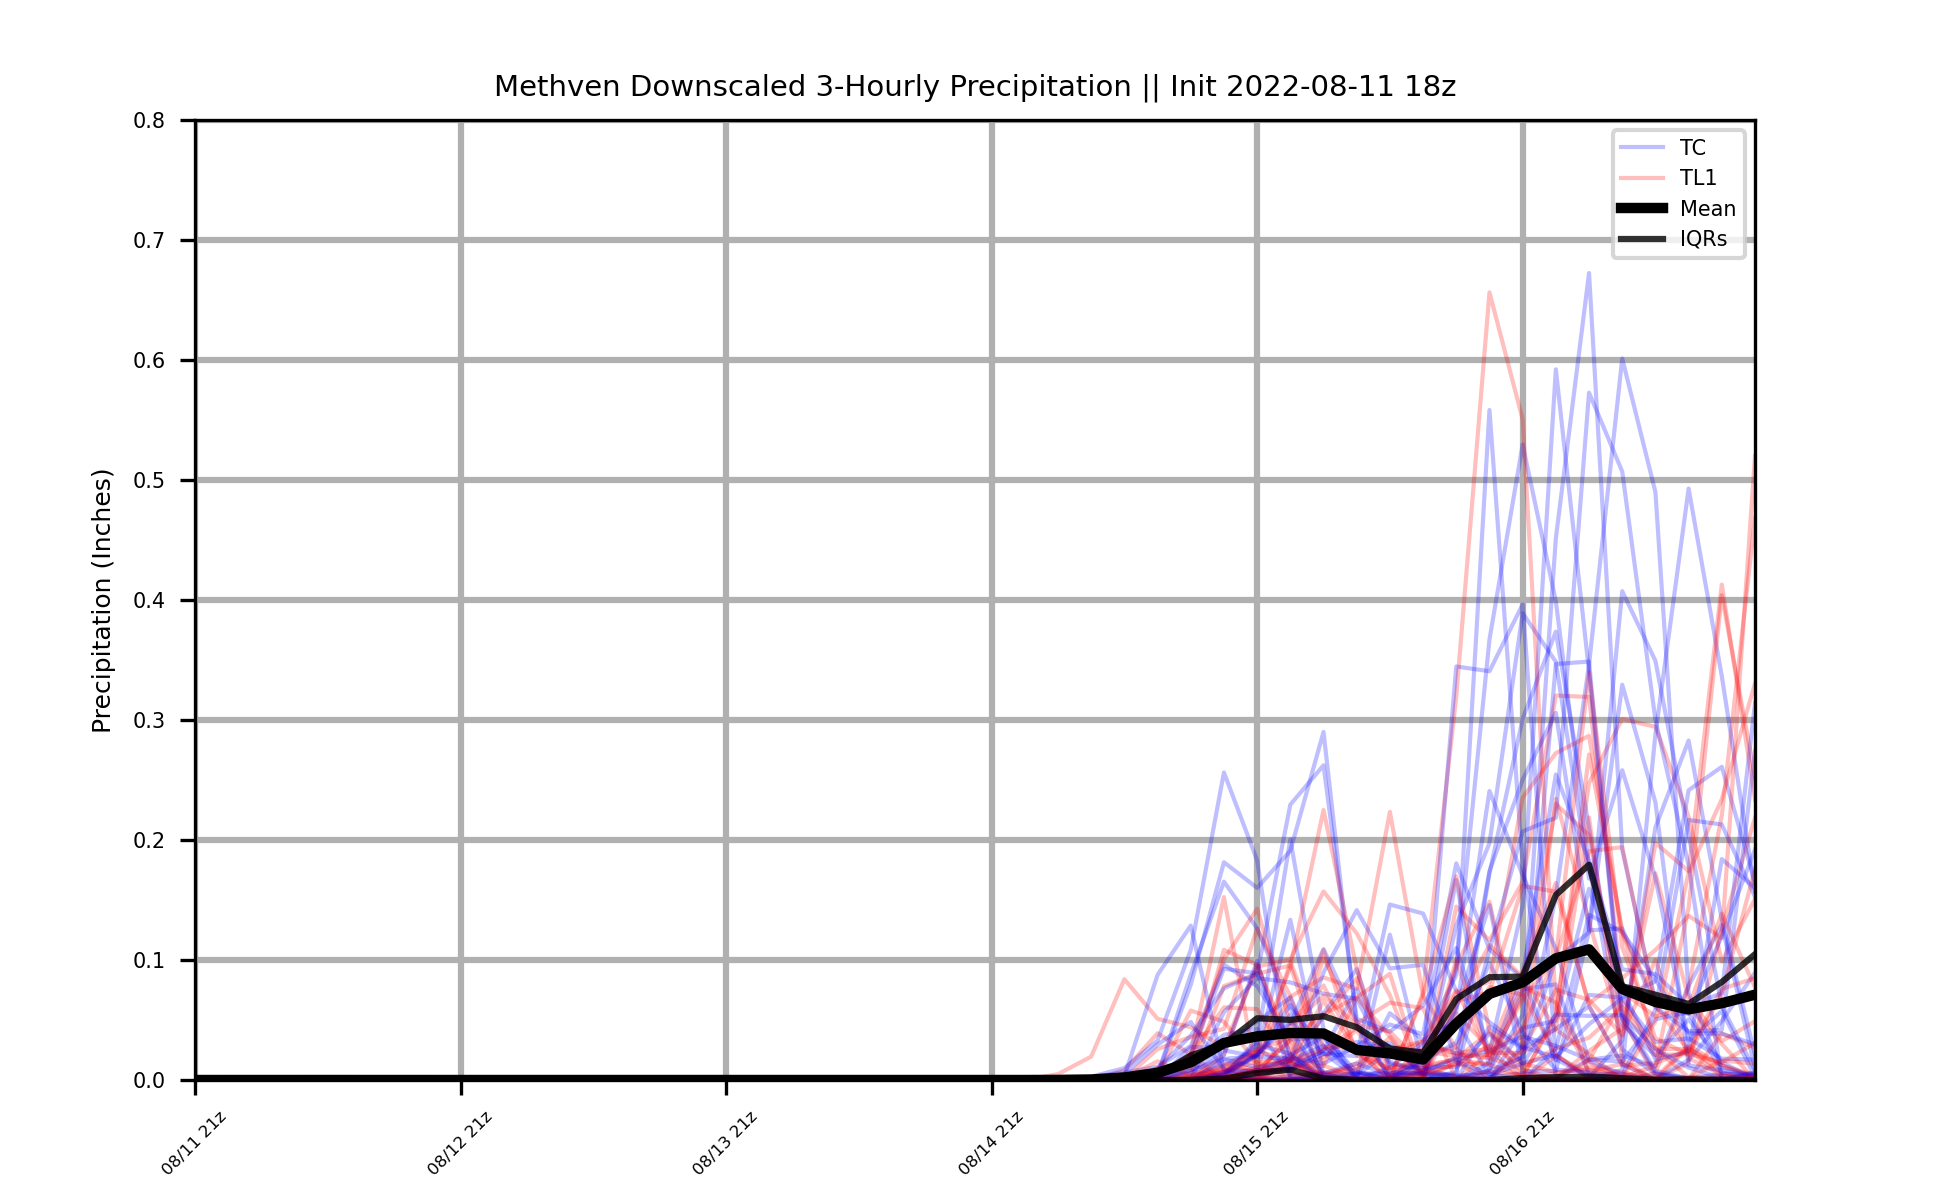 Methven Downscaled 3-Hourly Precipitation || Init 2022-08-11 18z
Precipitation (Inches)
0.8
0.7
0.6
0.5
0.4
0.3
0.2
0.1
0.0
TC
TL1
Mean
IQRs
08/11 21z
08/12 21z
08/13 21z
08/14 21z
08/15 21z
08/16 21z